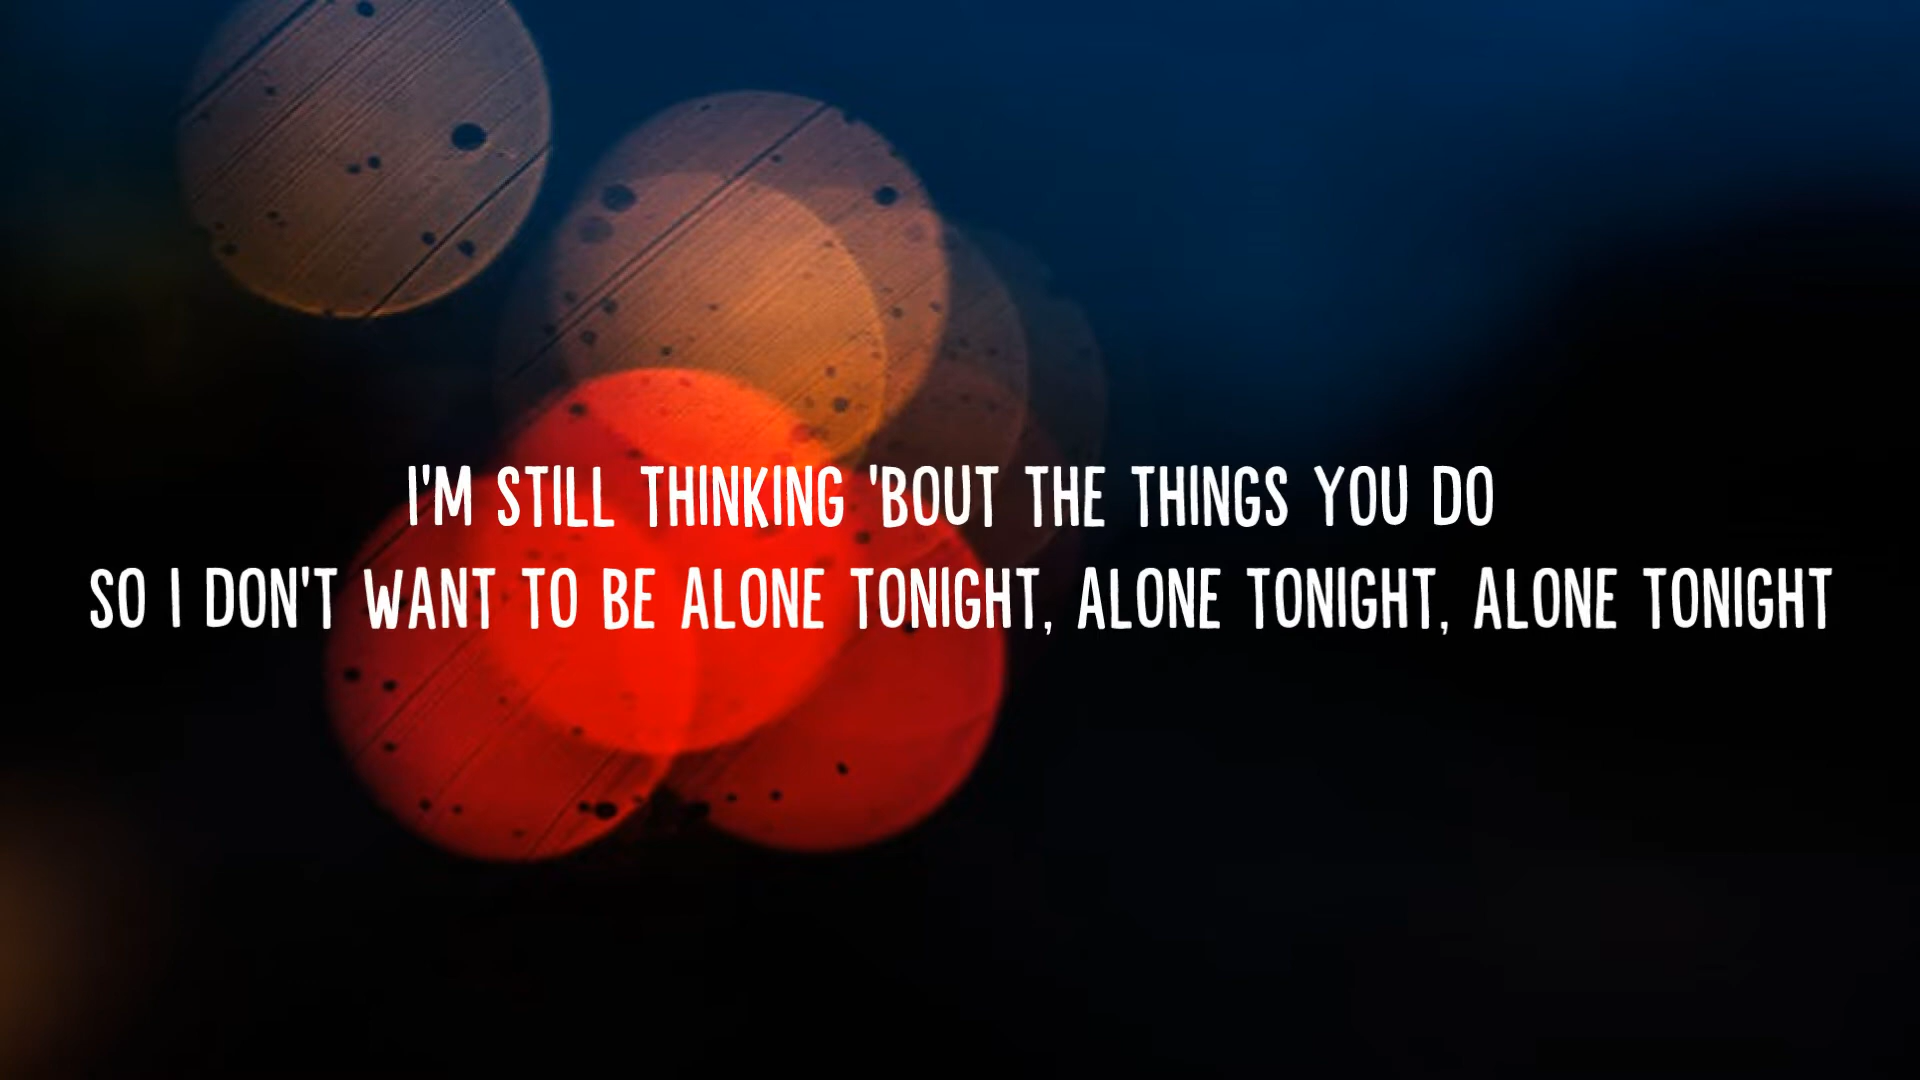 I'M STILL THINKING 'BOUT THE THINGS YOU DO
SO I DON'T WANT TO BE ALONE TONIGHT, ALONE TONIGHT, ALONE TONIGHT